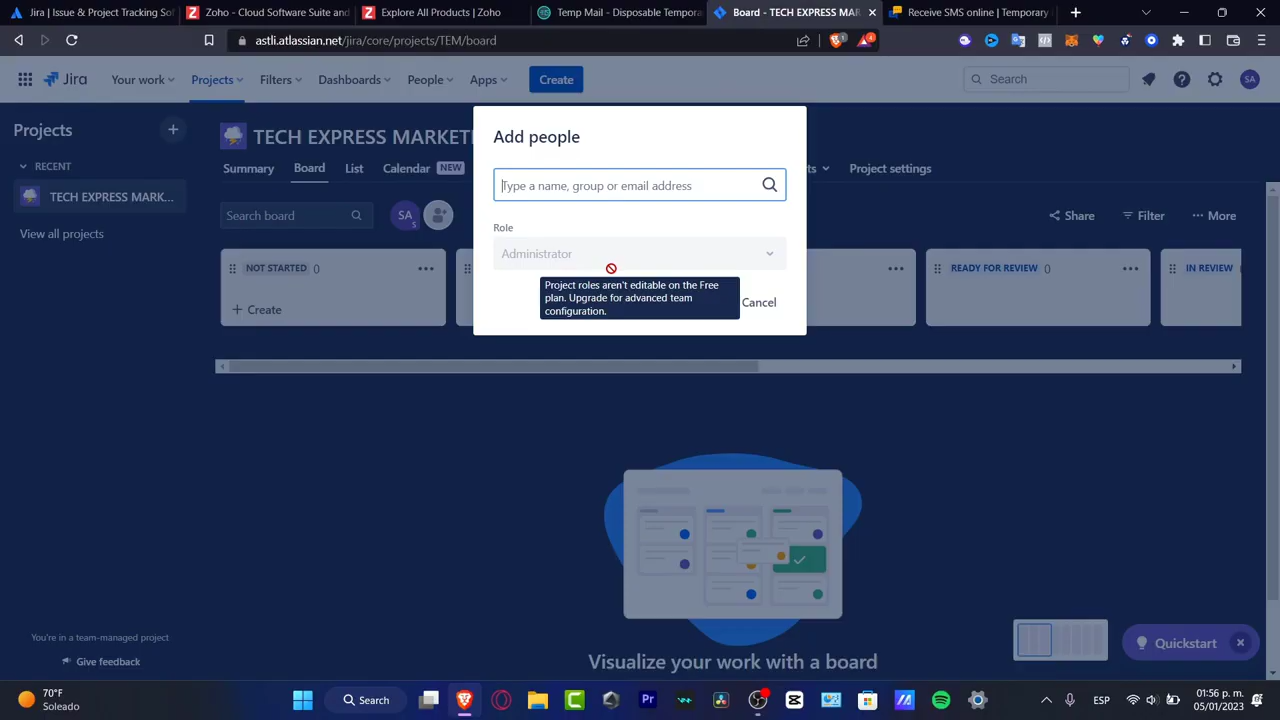 Jira | Issue & Project Tracking Sof
Zoho - Cloud Software Suite and
Explore All Products | Zoho
Temp Mail - Disposable Tempora
Board - TECH EXPRESS MAR
Receive SMS online | Temporary
astli.atlassian.net/jira/core/projects/TEM/board
1
4
Jira
Your work
Projects
Filters
Dashboards
People
Apps
Create
Search
SA
Projects
RECENT
TECH EXPRESS MARK...
View all projects
You're in a team-managed project
Give feedback
TECH EXPRESS MARKET
Summary
Board
List
Calendar
NEW
ts
Project settings
Search board
SA
S
Share
Filter
More
NOT STARTED 0
Create
READY FOR REVIEW 0
IN REVIEW
Add people
Type a name, group or email address
Role
Administrator
Project roles aren't editable on the Free
plan. Upgrade for advanced team
configuration.
Cancel
Visualize your work with a board
Quickstart
70°F
Soleado
Search
Pr
ESP
01:56 p. m.
05/01/2023